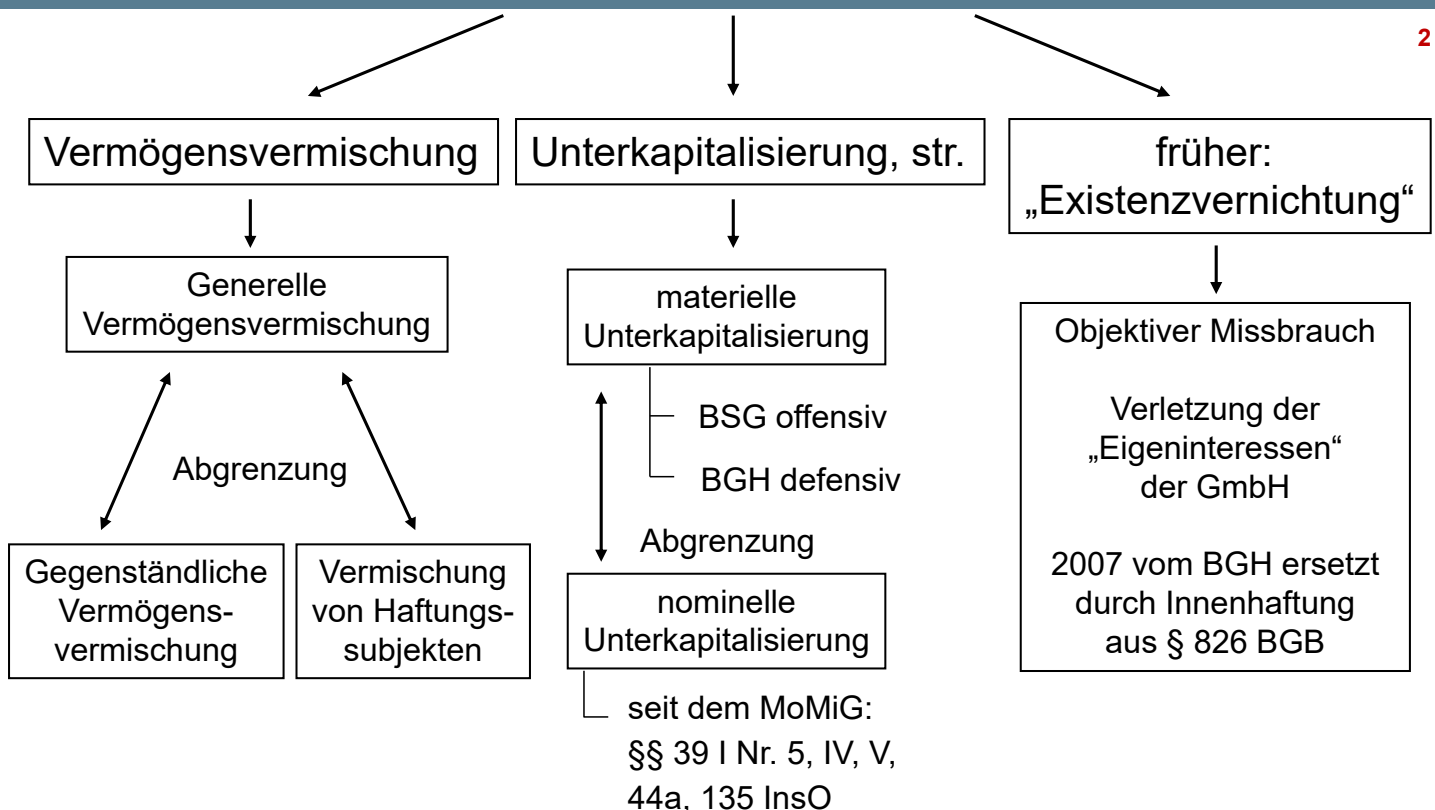 2
Vermögensvermischung
Unterkapitalisierung, str.
früher:
„Existenzvernichtung“
Generelle
Vermögensvermischung
Abgrenzung
Gegenständliche
Vermögens-
vermischung
Vermischung
von Haftungs-
subjekten
materielle
Unterkapitalisierung
BSG offensiv
BGH defensiv
Abgrenzung
nominelle
Unterkapitalisierung
seit dem MoMiG:
§§ 39 I Nr. 5, IV, V,
44a, 135 InsO
Objektiver Missbrauch
Verletzung der
„Eigeninteressen“
der GmbH
2007 vom BGH ersetzt
durch Innenhaftung
aus § 826 BGB